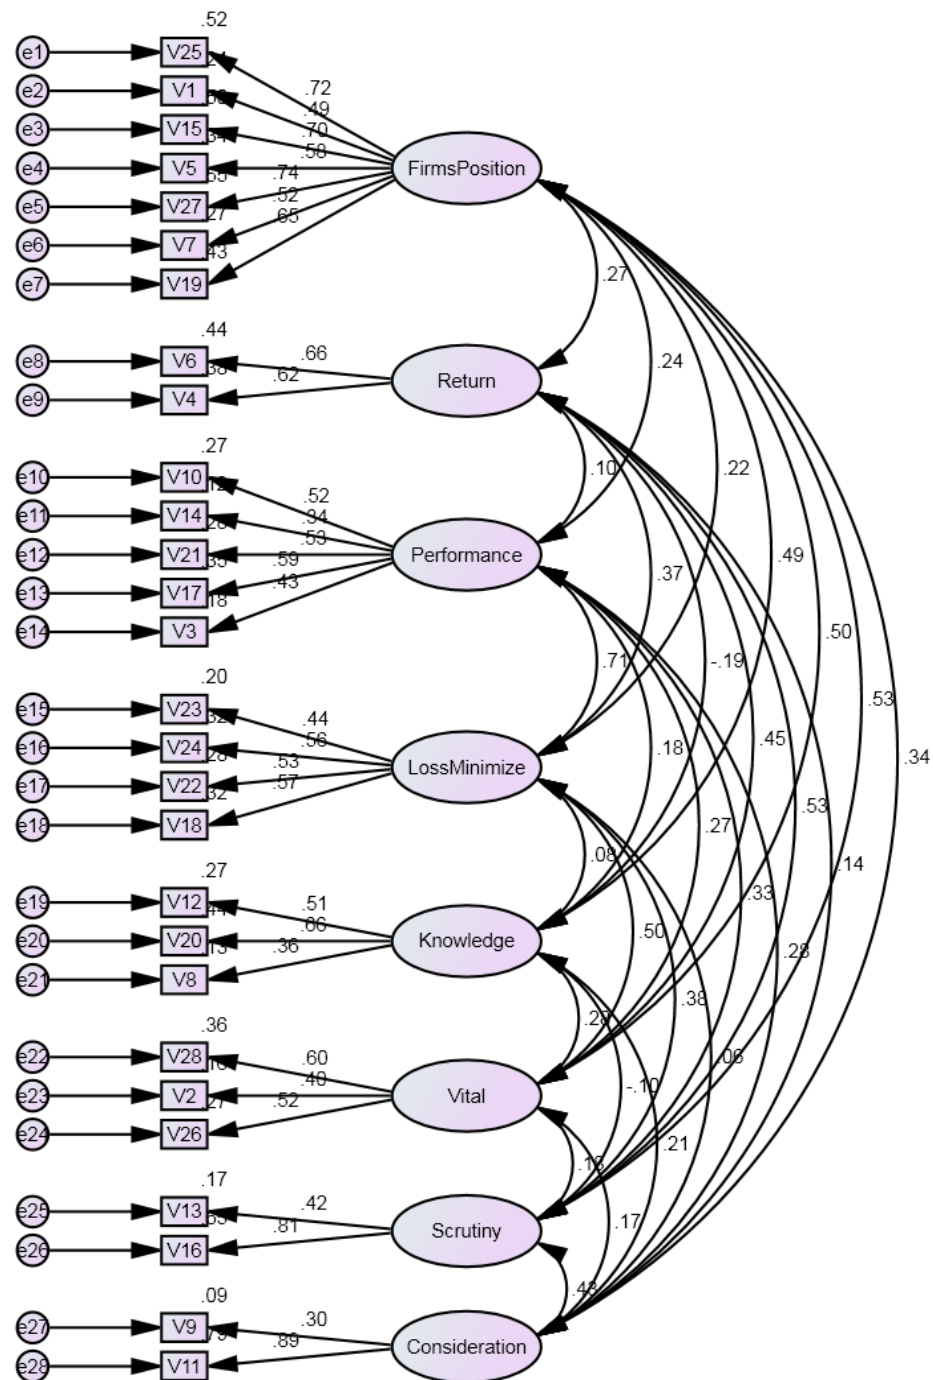 .52
e1 V25
.72
e2 V1
.49
e3 V15
.70
.58
e4 V5 FirmsPosition
.74
e5 V27
.52
.27 .65
e6 V7
.43
e7 V19
.27
.44
.66
e8 V6 .24
.62 Return
e9 V4
.27
.10 .22
e10 V10
.52
e11 V14 .34
.53
e12 V21 Performance .49
.59
.37
e13 V17 .43
.18
e14 V3 .50
.71 -.19
.20
.53
e15 V23 .44
.45
e16 V24 .56 .18
.53 LossMinimize .34
e17 V22 .57
.32 .53
e18 V18 .27
.08
.27 .14
e19 V12 .51 .33
.66
e20 V20 Knowledge .50
.36 .28
e21 V8
.38
.36
e22 V28 .60 .06
.40
e23 V2 Vital -.10
.52
e24 V26 .21
.17
e25 V13 .42 .17
.81 Scrutiny
e26 V16
.09
e27 V9 .30
.89 Consideration
e28 V11